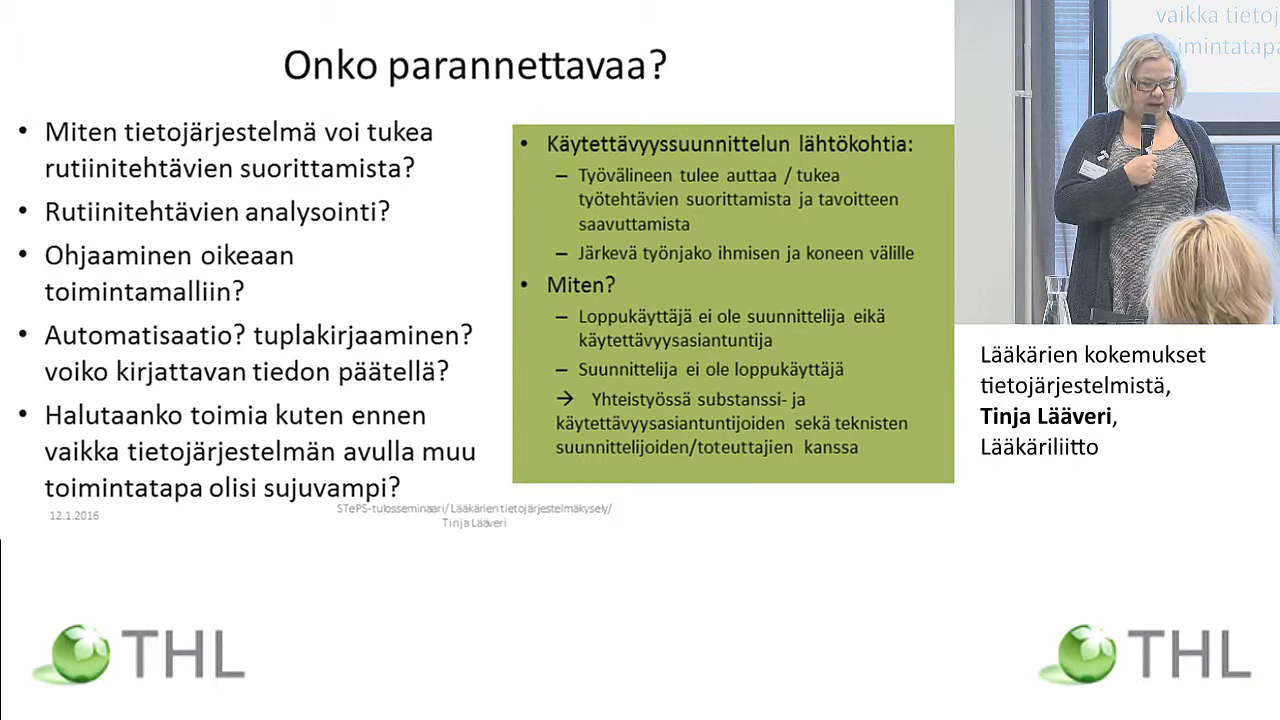 Onko parannettavaa?
• Miten tietojärjestelmä voi tukea
rutiinitehtävien suorittamista?
• Rutiinitehtävien analysointi?
• Ohjaaminen oikeaan
toimintamalliin?
• Automatisaatio? tuplakirjaaminen?
voiko kirjattavan tiedon päätellä?
• Halutaanko toimia kuten ennen
vaikka tietojärjestelmän avulla muu
toimintatapa olisi sujuvampi?
• Käytettävyyssuunnittelun lähtökohtia:
– Työvälineen tulee auttaa / tukea
työtehtävien suorittamista ja tavoitteen
saavuttamista
– Järkevä työnjako ihmisen ja koneen välille
• Miten?
– Loppukäyttäjä ei ole suunnittelija eikä
käytettävyysasiantuntija
– Suunnittelija ei ole loppukäyttäjä
→ Yhteistyössä substanssi- ja
käytettävyysasiantuntijoiden sekä teknisten
suunnittelijoiden/toteuttajien kanssa
12.1.2016
STePS-tulosseminaari/ Lääkärien tietojärjestelmäkysely/
Tinja Lääveri
vaikka tietoj
imintatapa
Lääkärien kokemukset
tietojärjestelmistä,
Tinja Lääveri,
Lääkäriliitto
THL
THL